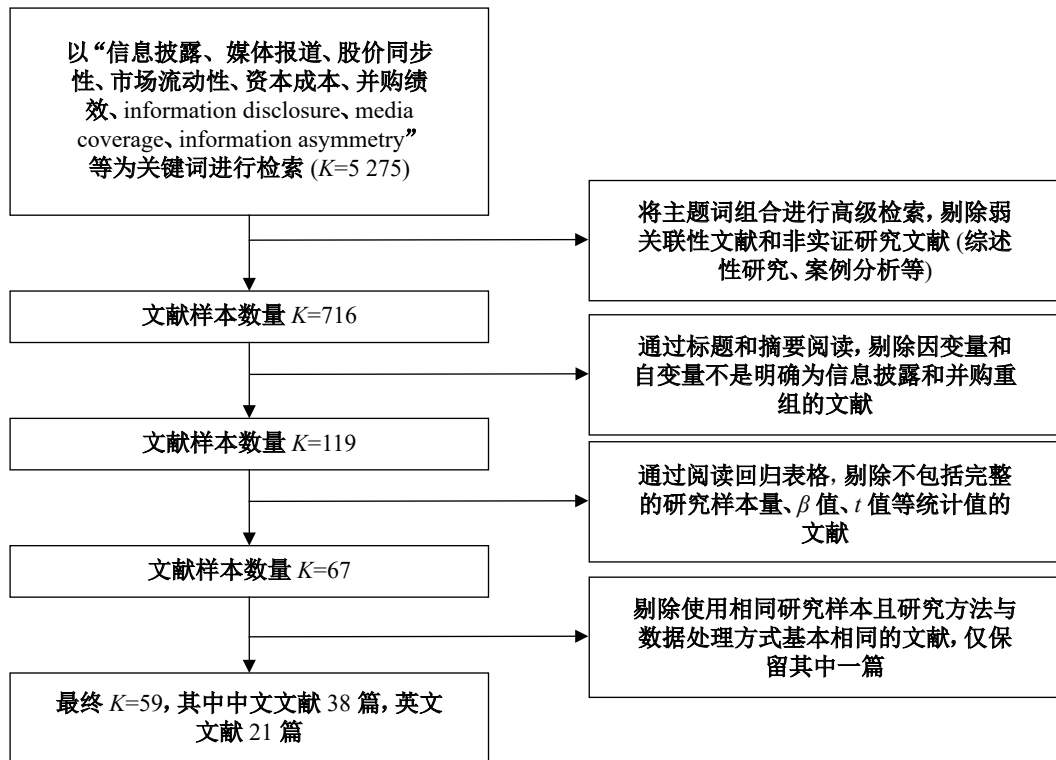 以“信息披露、媒体报道、股价同步
性、市场流动性、资本成本、并购绩
效、information disclosure、media
coverage、information asymmetry”
等为关键词进行检索 (K=5 275)
将主题词组合进行高级检索, 剔除弱
关联性文献和非实证研究文献 (综述
性研究、案例分析等)
文献样本数量 K=716
通过标题和摘要阅读, 剔除因变量和
自变量不是明确为信息披露和并购重
组的文献
文献样本数量 K=119
通过阅读回归表格, 剔除不包括完整
的研究样本量、β 值、t 值等统计值的
文献
文献样本数量 K=67
剔除使用相同研究样本且研究方法与
数据处理方式基本相同的文献, 仅保
留其中一篇
最终 K=59, 其中中文文献 38 篇, 英文
文献 21 篇